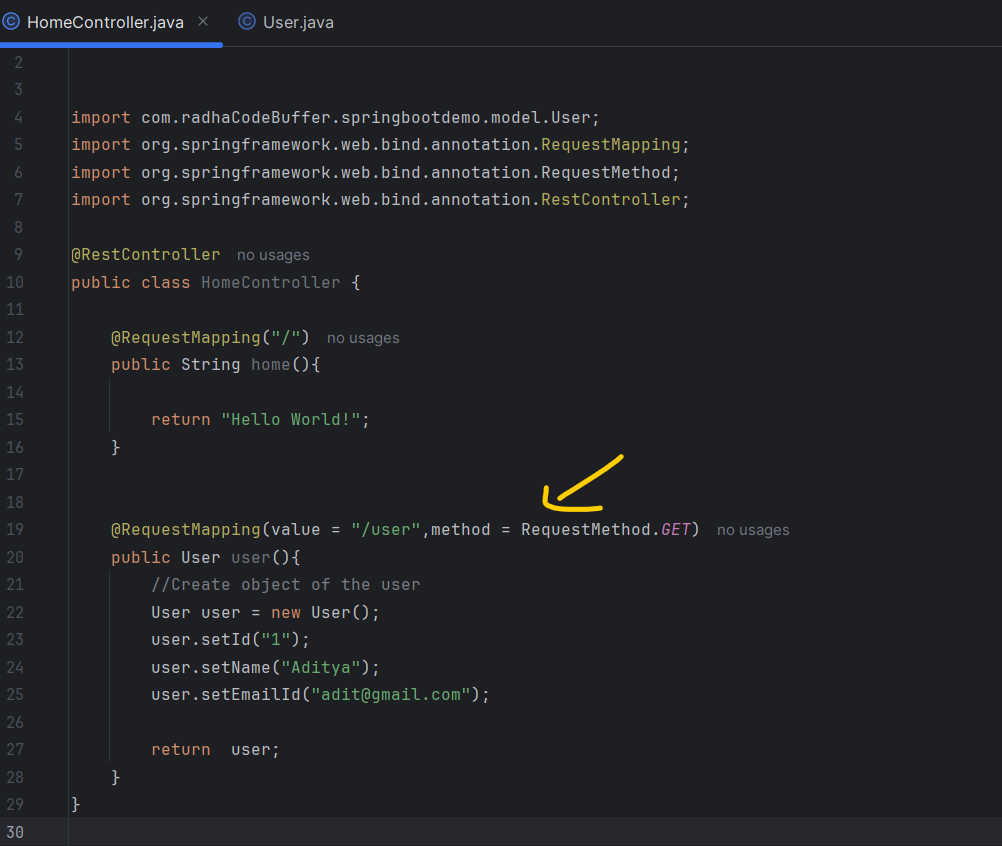 HomeController.java × User.java
2
3
4 import com.radhaCodeBuffer.springbootdemo.model.User;
5 import org.springframework.web.bind.annotation.RequestMapping;
6 import org.springframework.web.bind.annotation.RequestMethod;
7 import org.springframework.web.bind.annotation.RestController;
8
9 @RestController no usages
10 public class HomeController {
11
12     @RequestMapping("/") no usages
13     public String home(){
14
15         return "Hello World!";
16     }
17
18
19     @RequestMapping(value = "/user",method = RequestMethod.GET) no usages
20     public User user(){
21         //Create object of the user
22         User user = new User();
23         user.setId("1");
24         user.setName("Aditya");
25         user.setEmailId("adit@gmail.com");
26
27         return  user;
28     }
29 }
30